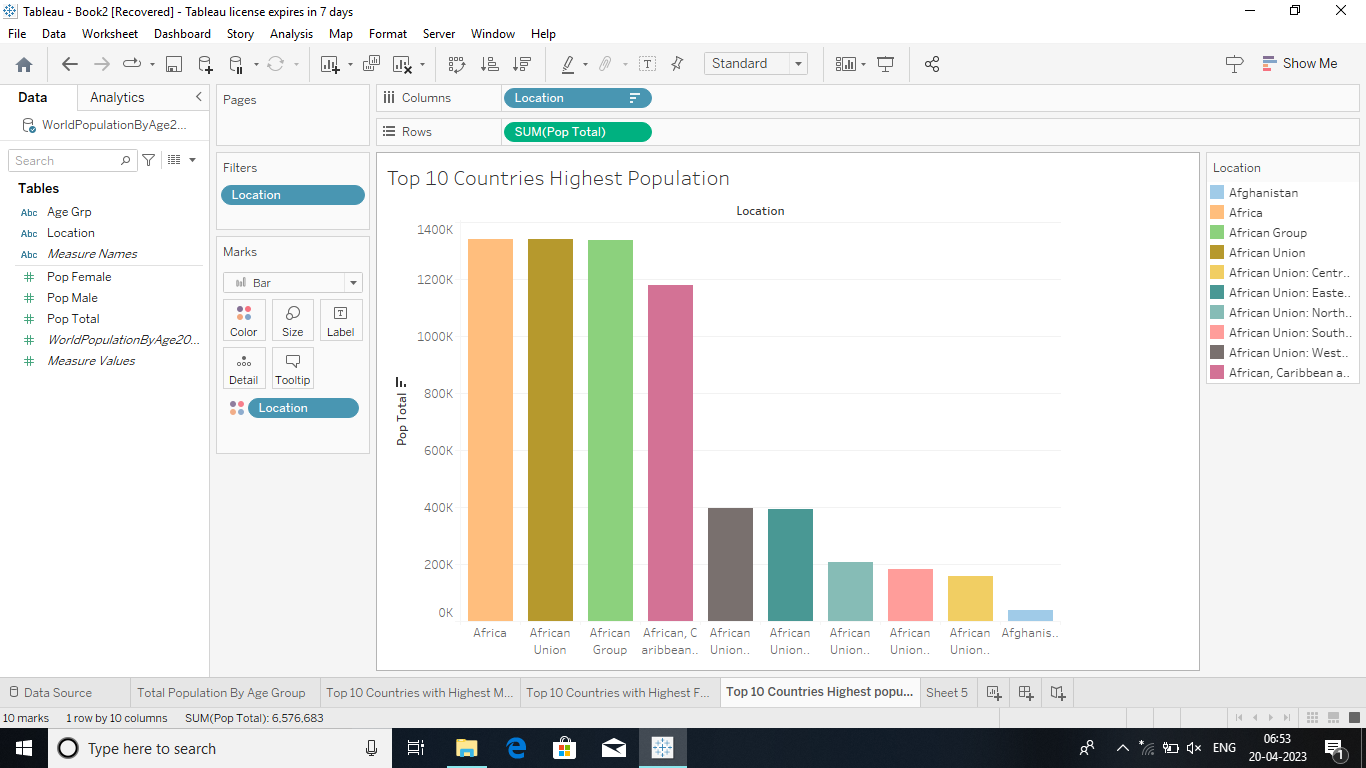 Tableau - Book2 [Recovered] - Tableau license expires in 7 days
File Data Worksheet Dashboard Story Analysis Map Format Server Window Help
Standard
Show Me
Data Analytics
WorldPopulationByAge2...
Search
Tables
Abc Age Grp
Abc Location
Abc Measure Names
Pop Female
Pop Male
Pop Total
WorldPopulationByAge20...
Measure Values
Pages
Filters
Location
Marks
Bar
Color Size Label
Detail Tooltip
Location
Columns Location
Rows SUM(Pop Total)
Top 10 Countries Highest Population
Location
1400K
1200K
1000K
800K
600K
400K
200K
0K
Pop Total
Africa
African Union
African Group
African, C aribbean..
African Union..
African Union..
African Union..
African Union..
African Union..
Afghanis..
Location
Afghanistan
Africa
African Group
African Union
African Union: Centr..
African Union: Easte..
African Union: North..
African Union: South..
African Union: West..
African, Caribbean a..
Data Source Total Population By Age Group Top 10 Countries with Highest M... Top 10 Countries with Highest F... Top 10 Countries Highest popu... Sheet 5
10 marks 1 row by 10 columns SUM(Pop Total): 6,576,683
Type here to search
ENG
06:53
20-04-2023
1